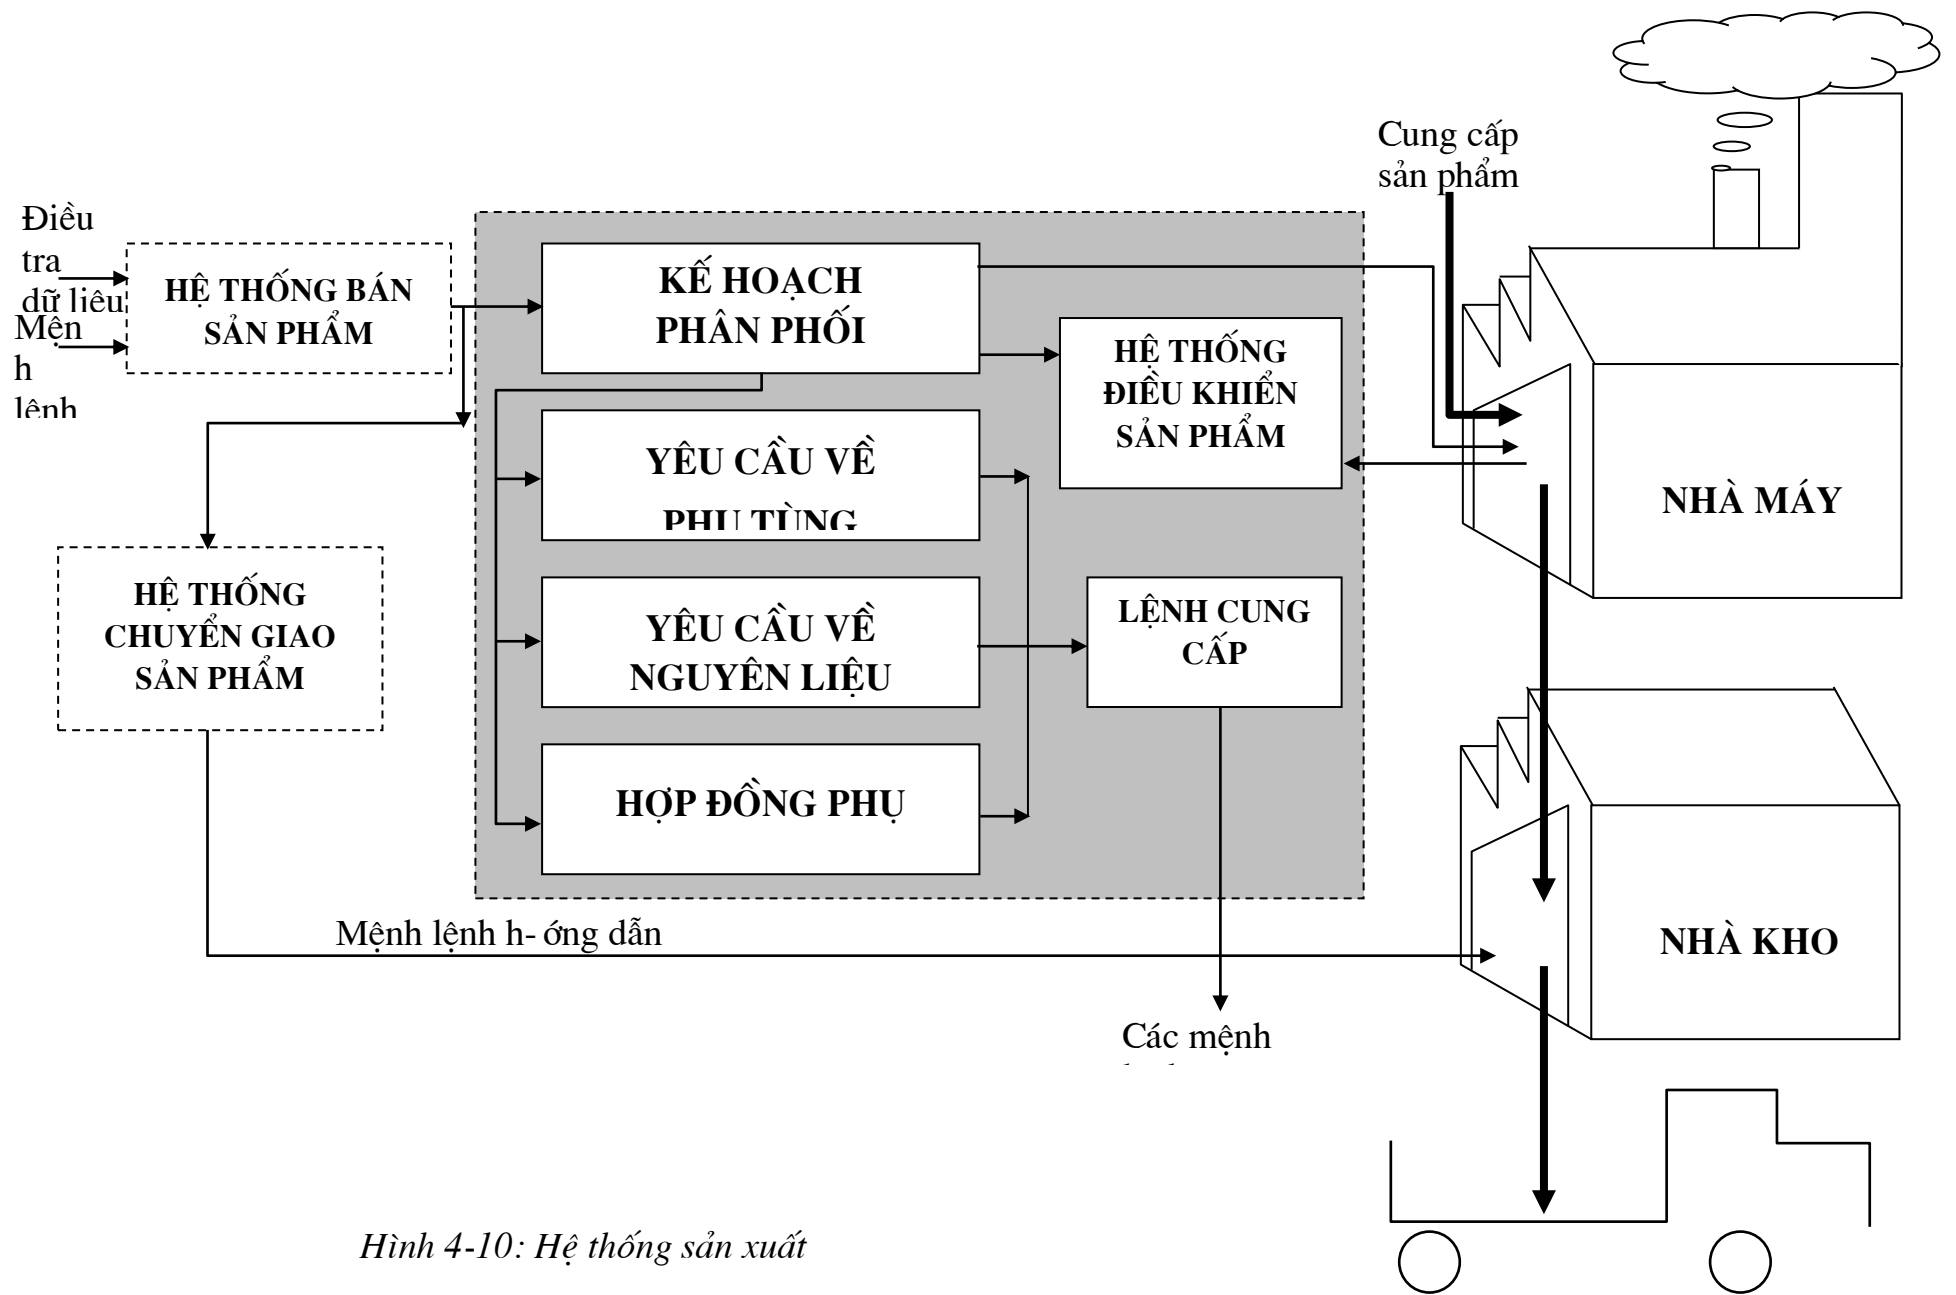 Cung cấp
sản phẩm
Điều
tra
dữ liệu
Mện
h
lệnh
HỆ THỐNG BÁN
SẢN PHẨM
KẾ HOẠCH
PHÂN PHỐI
HỆ THỐNG
ĐIỀU KHIỂN
SẢN PHẨM
YÊU CẦU VỀ
PHỤ TÙNG
NHÀ MÁY
HỆ THỐNG
CHUYỂN GIAO
SẢN PHẨM
YÊU CẦU VỀ
NGUYÊN LIỆU
LỆNH CUNG
CẤP
HỢP ĐỒNG PHỤ
Mệnh lệnh h- ớng dẫn
NHÀ KHO
Các mệnh
Hình 4-10: Hệ thống sản xuất